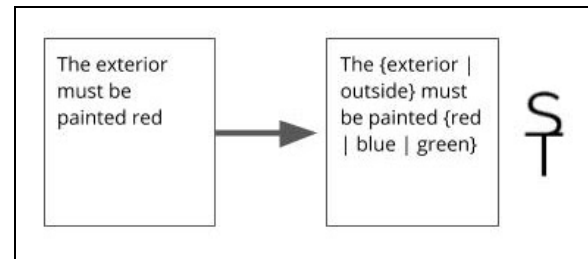 The exterior
must be
painted red
The {exterior |
outside} must
be painted {red
| blue | green}
S
T